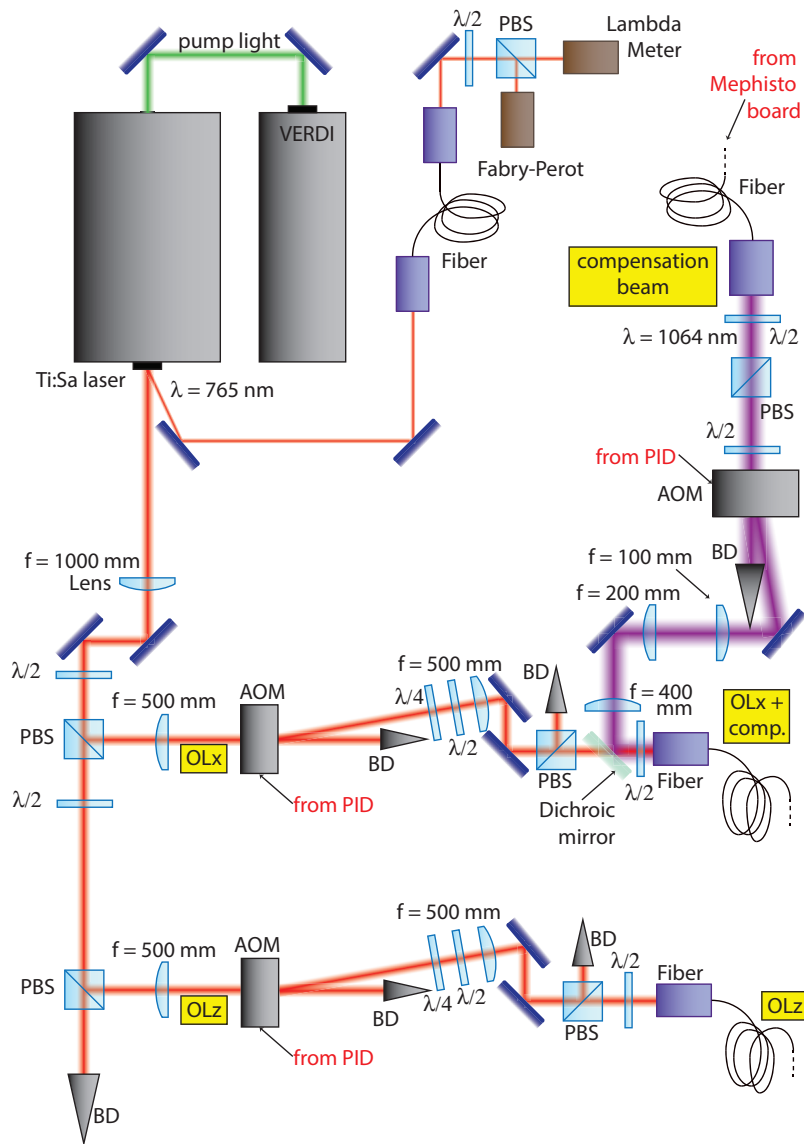 pump light
λ/2
PBS
Lambda
Meter
from
Mephisto
board
VERDI
Fabry-Perot
Fiber
Fiber
compensation
beam
λ = 1064 nm
λ/2
Ti:Sa laser
λ = 765 nm
PBS
λ/2
from PID
AOM
f = 1000 mm
Lens
BD
f = 100 mm
f = 200 mm
λ/2
f = 500 mm
AOM
f = 500 mm
λ/4
BD
f = 400
mm
OLx +
comp.
PBS
OLx
BD
λ/2
PBS
λ/2
Fiber
λ/2
from PID
Dichroic
mirror
f = 500 mm
f = 500 mm
AOM
BD
λ/2
Fiber
PBS
OLz
BD
λ/4
λ/2
PBS
OLz
from PID
BD